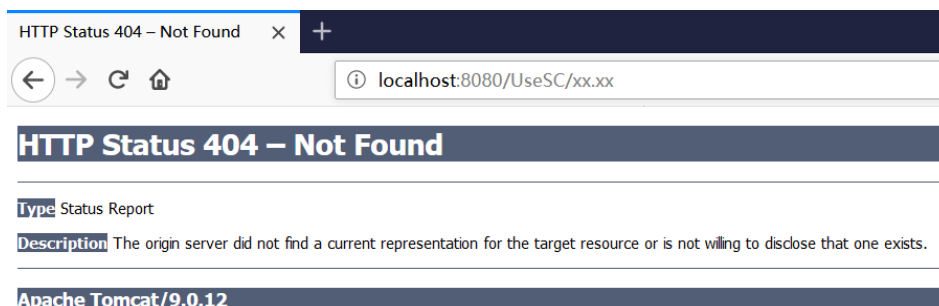 HTTP Status 404 – Not Found
localhost:8080/UseSC/xx.xx
HTTP Status 404 – Not Found
Type Status Report
Description The origin server did not find a current representation for the target resource or is not willing to disclose that one exists.
Apache Tomcat/9.0.12